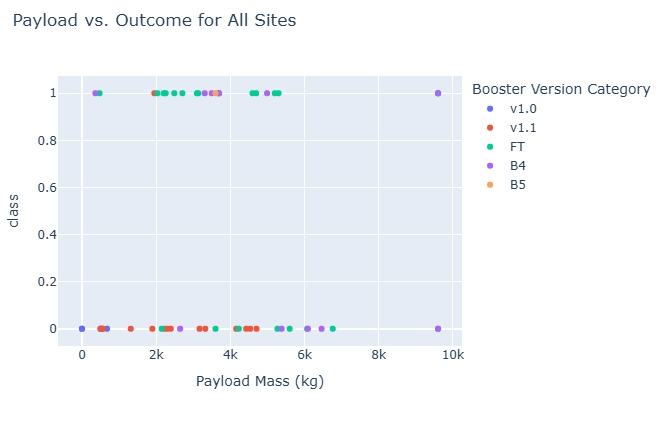 Payload vs. Outcome for All Sites
1
0.8
0.6
0.4
0.2
0
class
0 2k 4k 6k 8k 10k
Payload Mass (kg)
Booster Version Category
v1.0
v1.1
FT
B4
B5